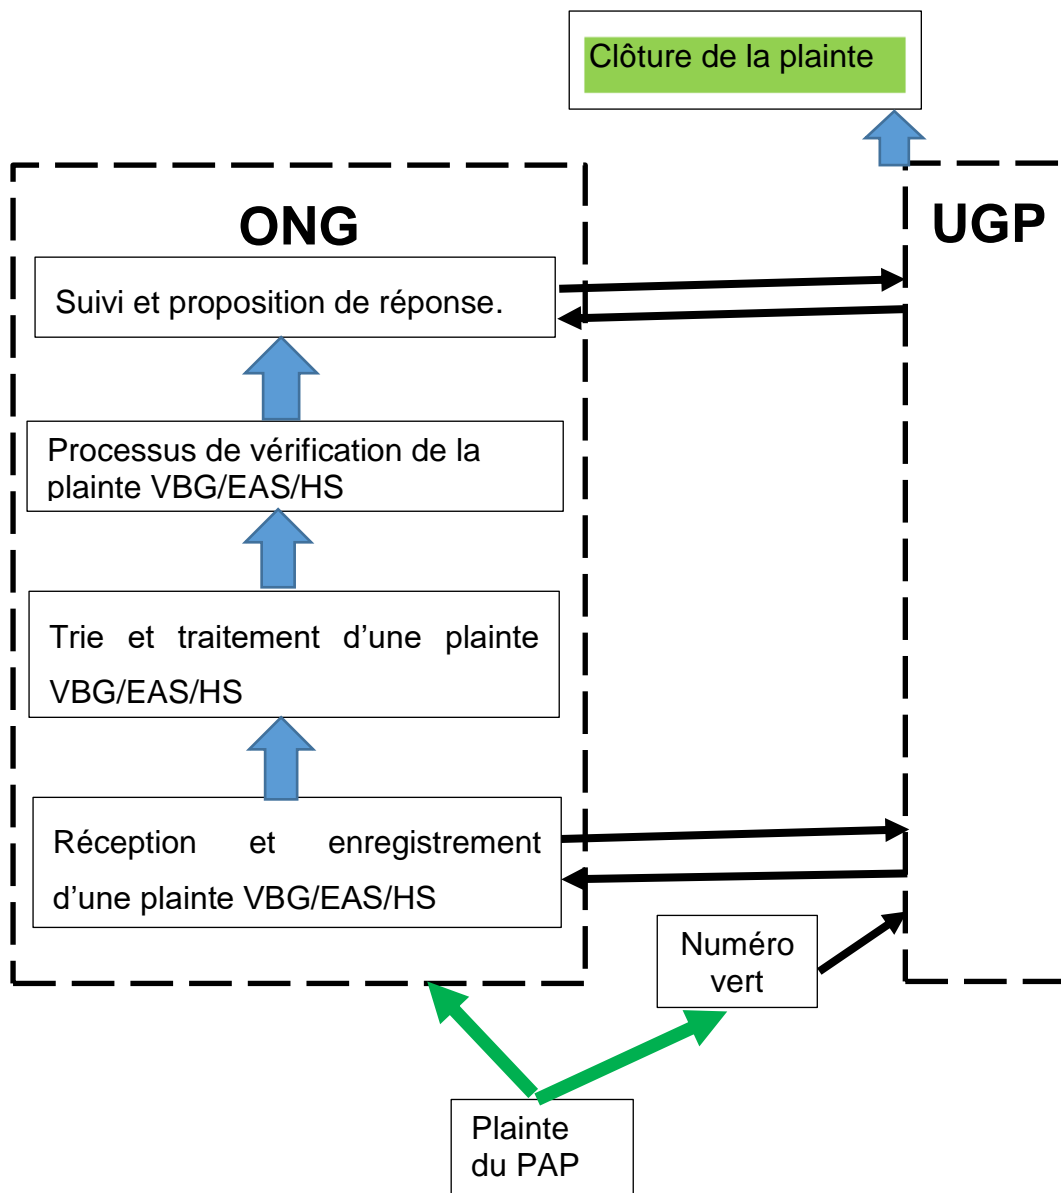 Clôture de la plainte
ONG
UGP
Suivi et proposition de réponse.
Processus de vérification de la
plainte VBG/EAS/HS
Trie et traitement d’une plainte
VBG/EAS/HS
Réception et enregistrement
d’une plainte VBG/EAS/HS
Numéro
vert
Plainte
du PAP